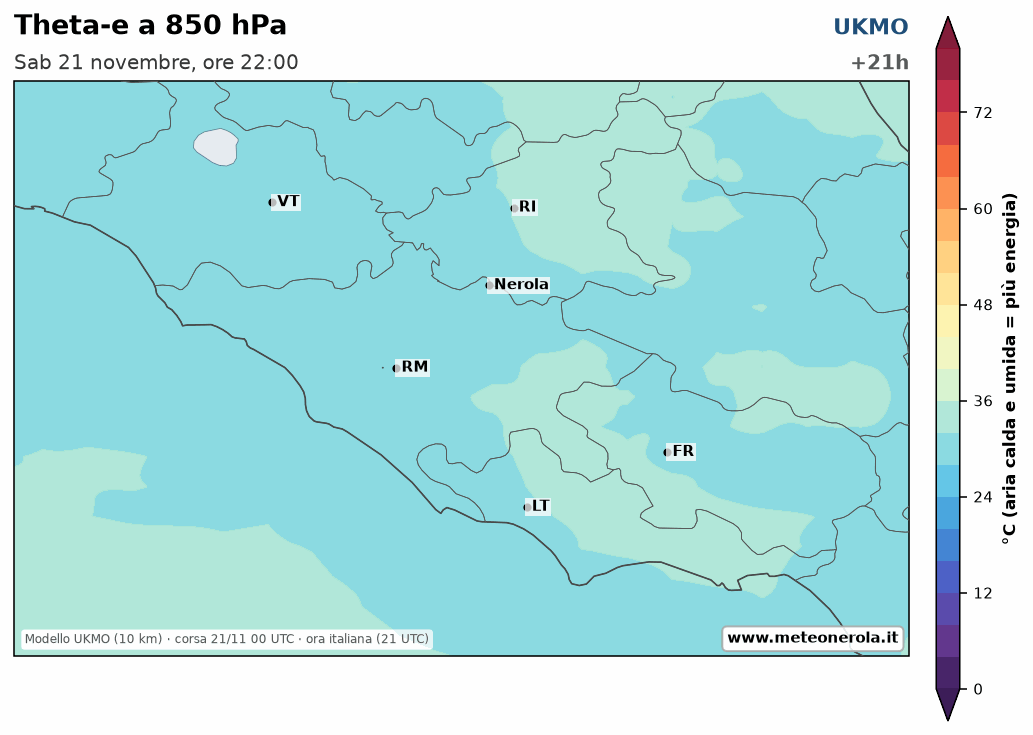 Theta-e a 850 hPa
UKMO
Sab 21 novembre, ore 22:00
+21h
VT
RI
Nerola
RM
FR
LT
Modello UKMO (10 km) · corsa 21/11 00 UTC · ora italiana (21 UTC)
www.meteonerola.it
72
60
48
36
24
12
0
°C (aria calda e umida = più energia)